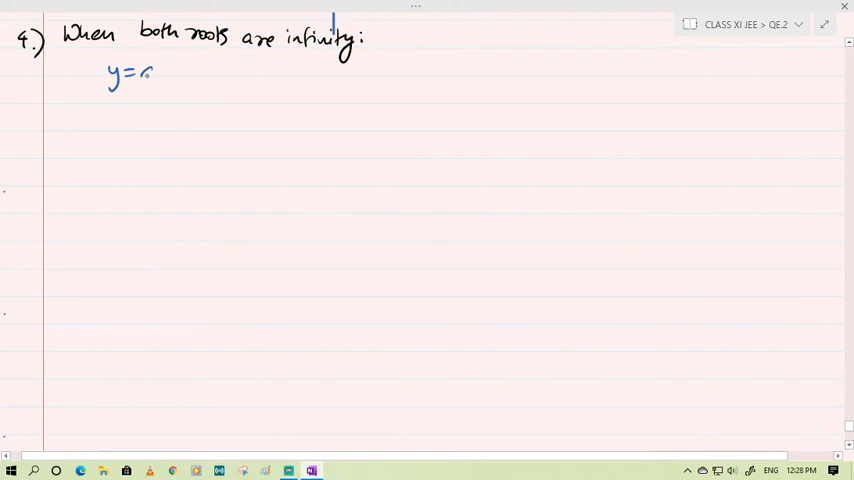 CLASS XI JEE > QE.2
4.) When both roots are infinity:
y=
ENG 12:28 PM